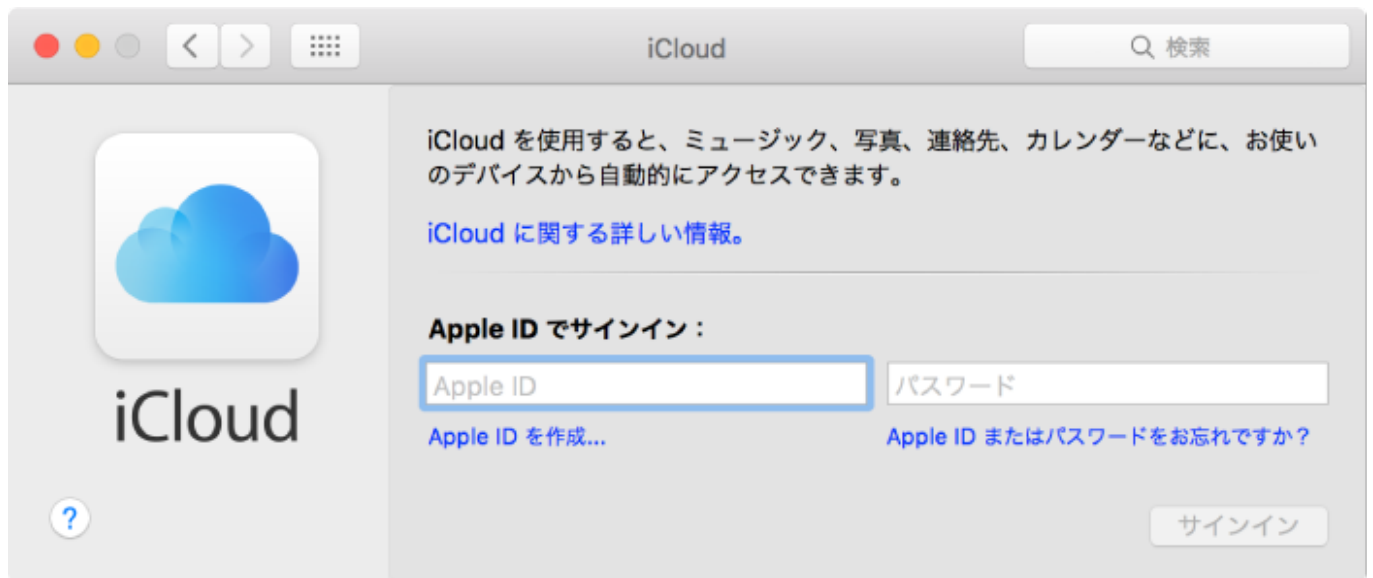 iCloud
検索
iCloud を使用すると、ミュージック、写真、連絡先、カレンダーなどに、お使い
のデバイスから自動的にアクセスできます。
iCloud に関する詳しい情報。
iCloud
Apple ID でサインイン：
Apple ID
パスワード
Apple ID を作成...
Apple ID またはパスワードをお忘れですか？
?
サインイン